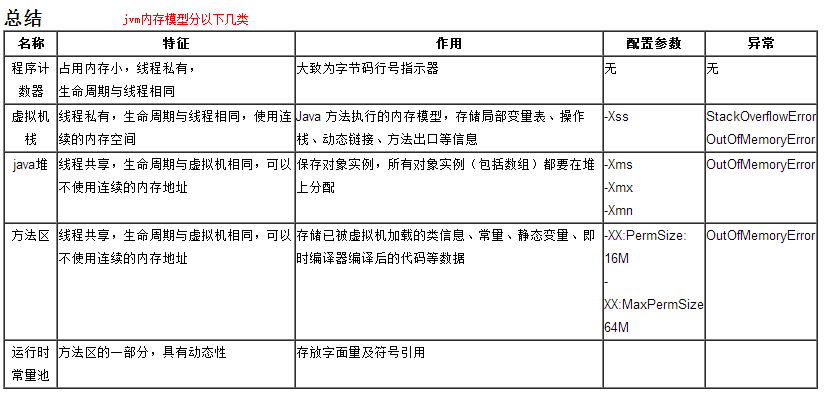 总结
jvm内存模型分以下几类
名称 特征 作用 配置参数 异常
程序计
数器
占用内存小，线程私有，
生命周期与线程相同
大致为字节码行号指示器
无
无
虚拟机
栈
线程私有，生命周期与线程相同，使用连
续的内存空间
Java 方法执行的内存模型，存储局部变量表、操作
栈、动态链接、方法出口等信息
-Xss
StackOverflowError
OutOfMemoryError
java堆
线程共享，生命周期与虚拟机相同，可以
不使用连续的内存地址
保存对象实例，所有对象实例（包括数组）都要在堆
上分配
-Xms
-Xmx
-Xmn
OutOfMemoryError
方法区
线程共享，生命周期与虚拟机相同，可以
不使用连续的内存地址
存储已被虚拟机加载的类信息、常量、静态变量、即
时编译器编译后的代码等数据
-XX:PermSize:
16M
-
XX:MaxPermSize
64M
OutOfMemoryError
运行时
常量池
方法区的一部分，具有动态性
存放字面量及符号引用